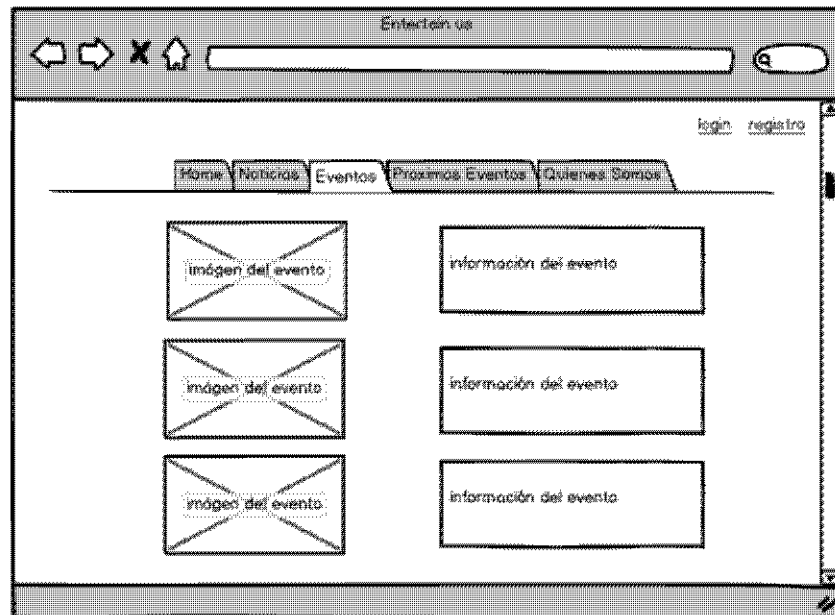 Entertain us
login registro
Home Noticias Eventos Proximos Eventos Quienes Somos
imágen del evento información del evento
imágen del evento información del evento
imágen del evento información del evento